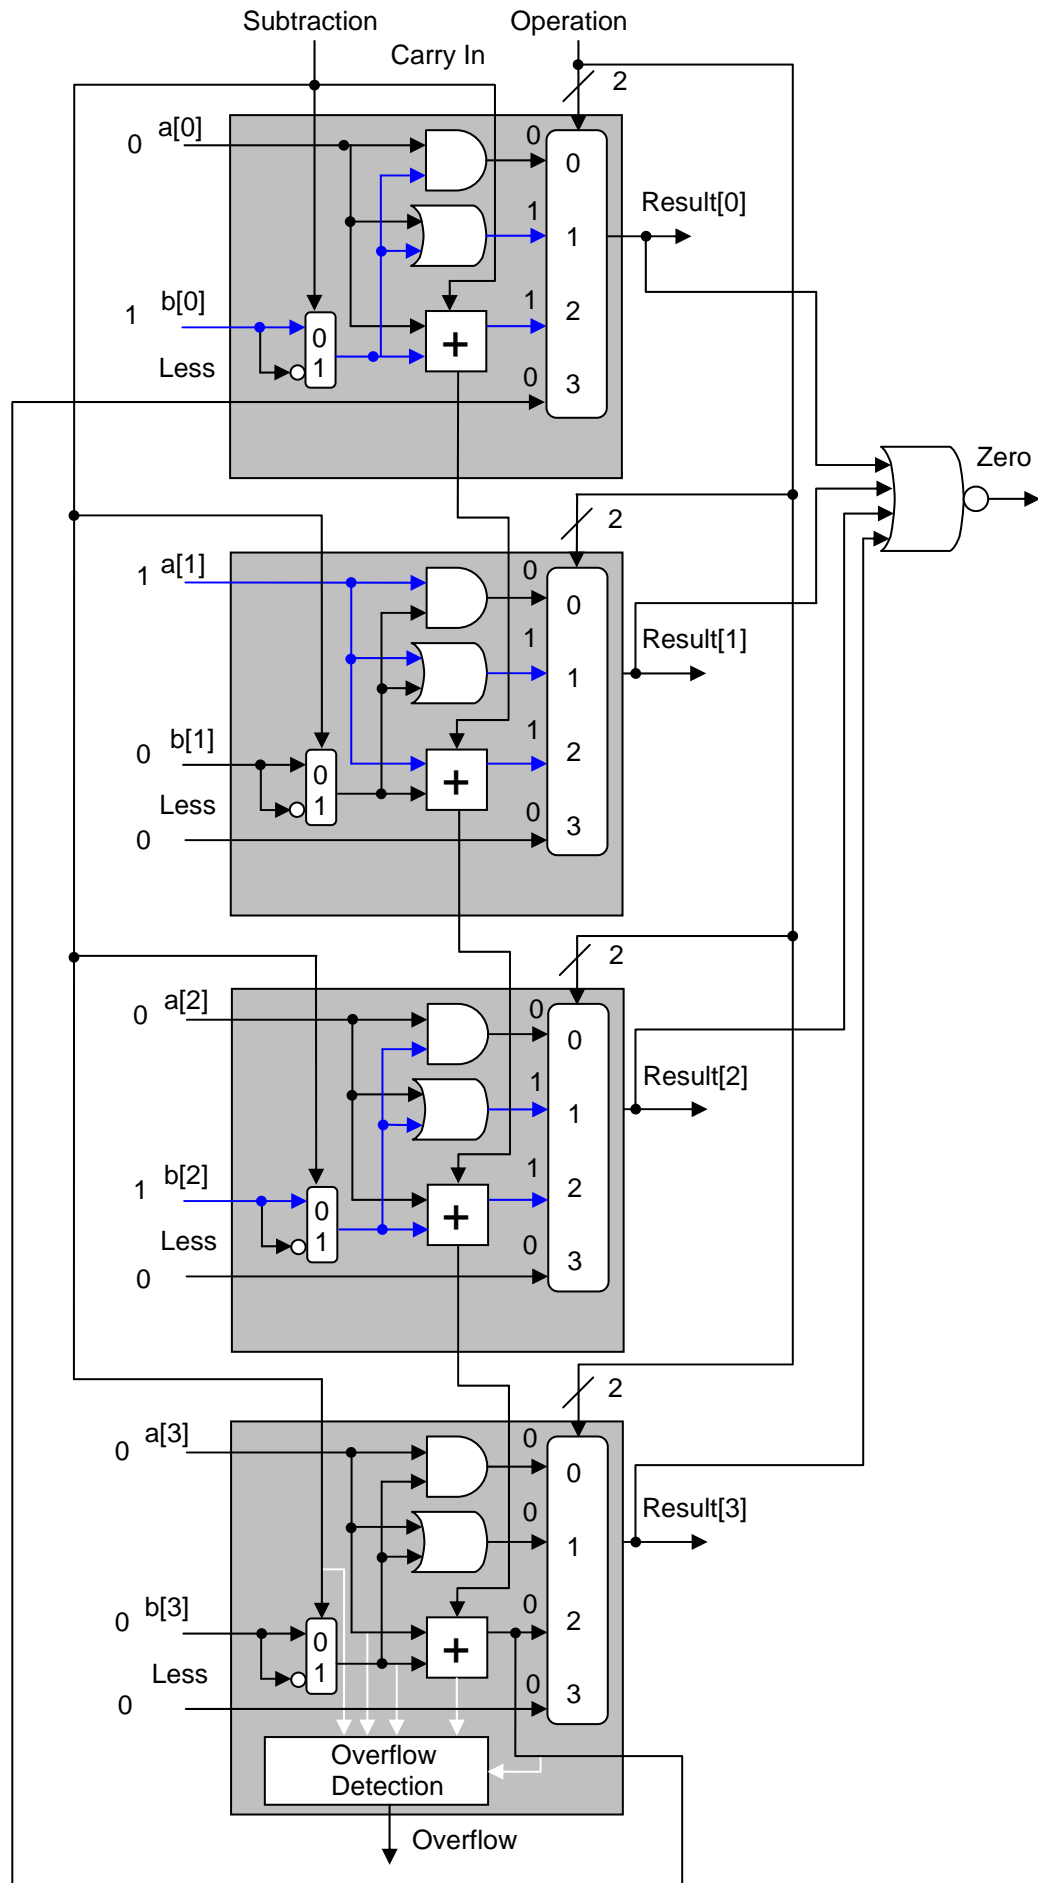 Subtraction
Operation
Carry In
2
a[0]
0
0
0
Result[0]
1
1
b[0]
1
1
2
0
+
Less
1
0
3
Zero
2
a[1]
1
0
0
1
Result[1]
1
b[1]
0
1
2
0
+
Less
1
0
0
3
2
a[2]
0
0
0
1
Result[2]
1
b[2]
1
1
2
0
+
Less
1
0
0
3
2
a[3]
0
0
0
0
Result[3]
1
b[3]
0
0
2
0
+
Less
1
0
0
3
Overflow
Detection
Overflow